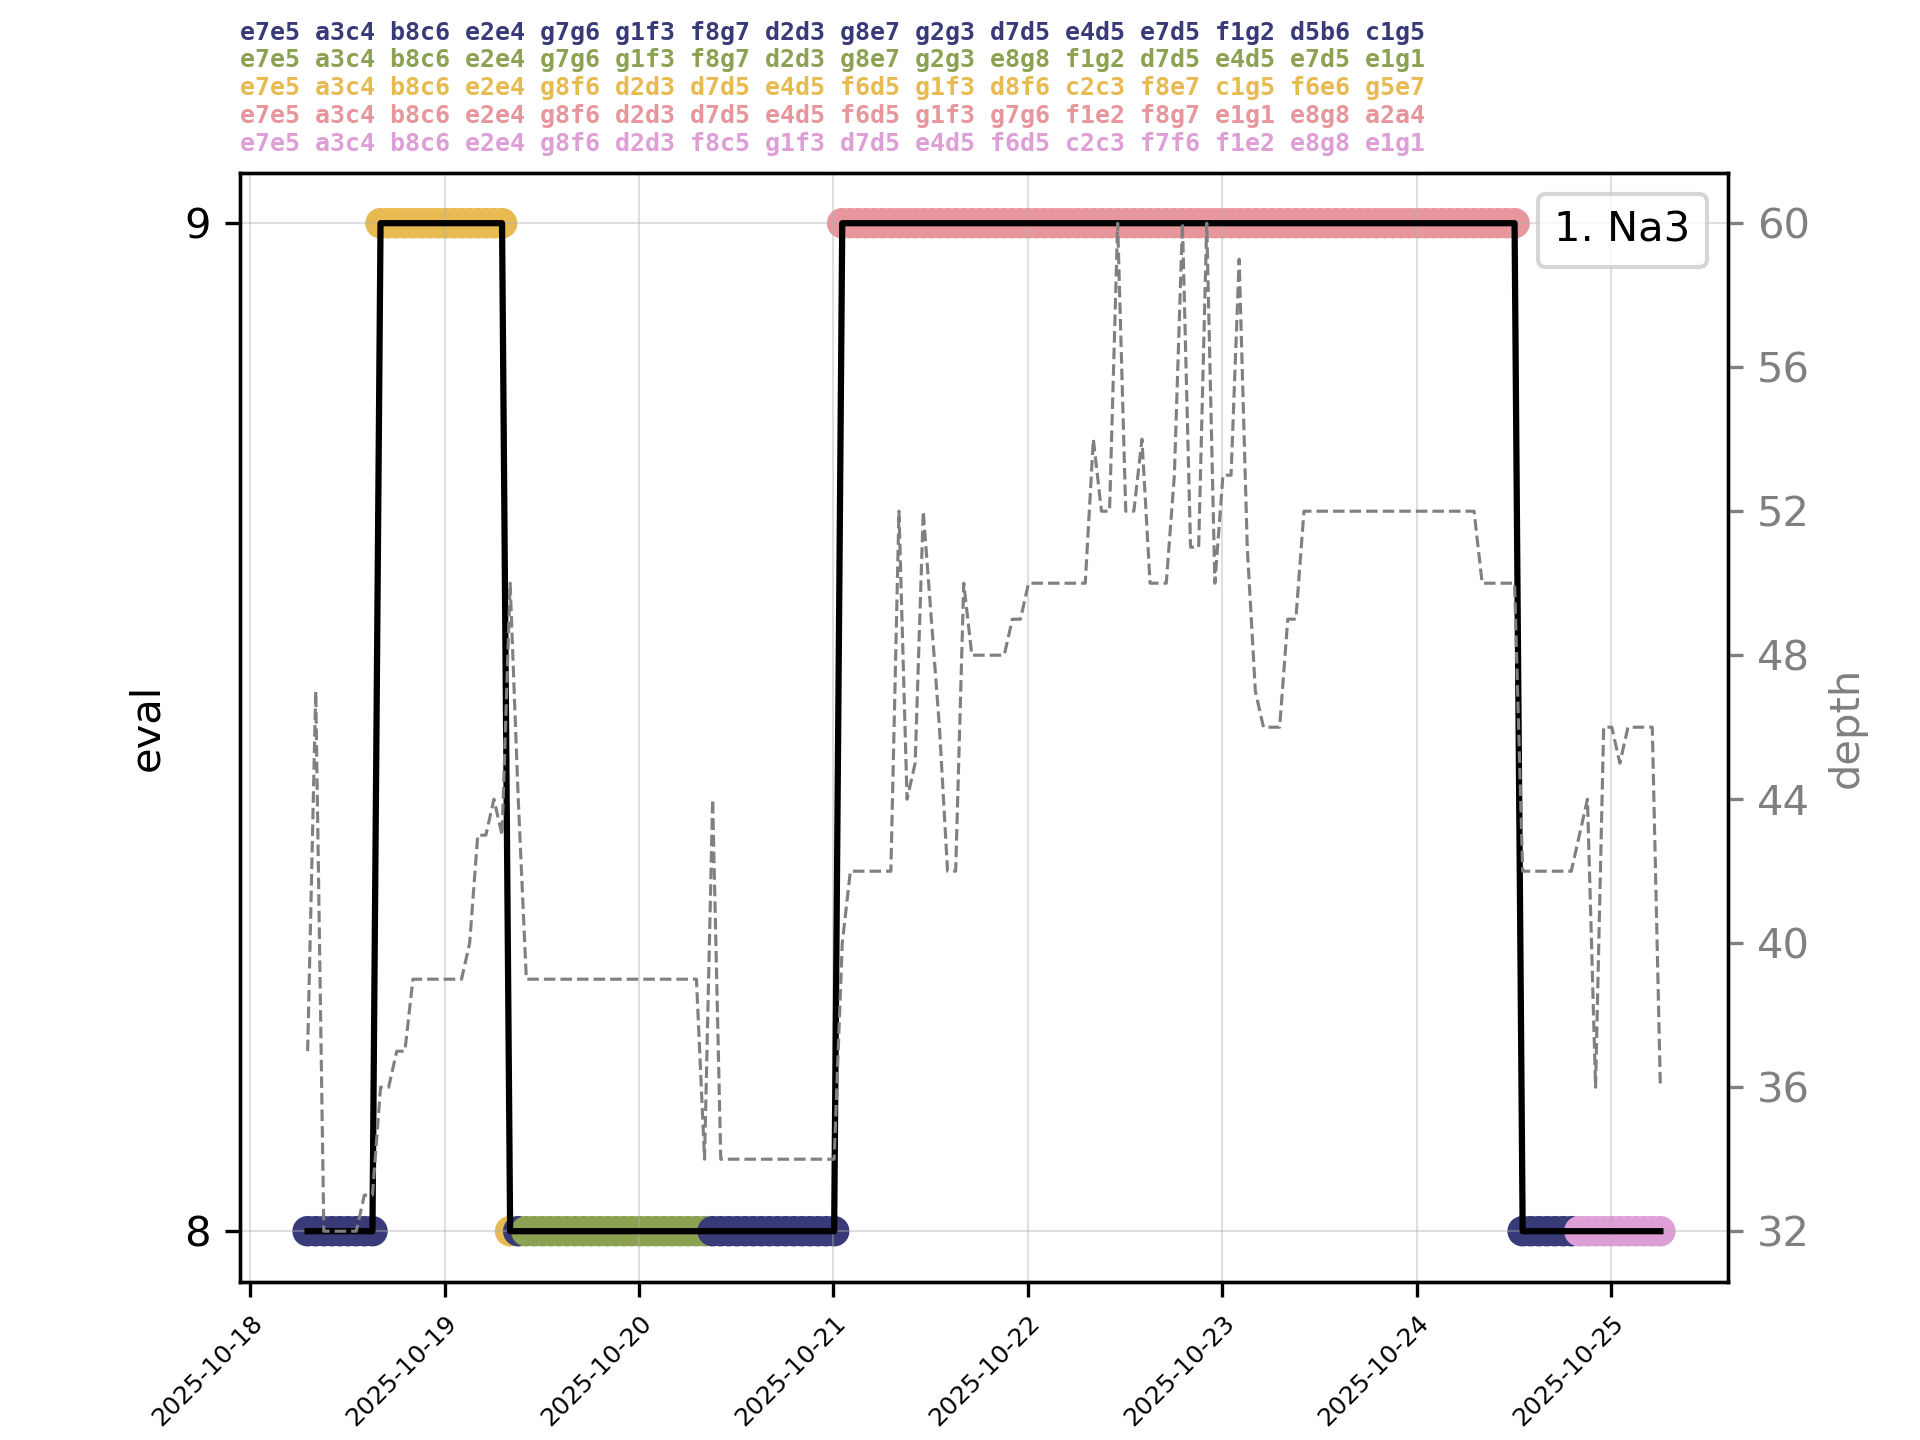 e7e5 a3c4 b8c6 e2e4 g7g6 g1f3 f8g7 d2d3 g8e7 g2g3 d7d5 e4d5 e7d5 f1g2 d5b6 c1g5
e7e5 a3c4 b8c6 e2e4 g7g6 g1f3 f8g7 d2d3 g8e7 g2g3 e8g8 f1g2 d7d5 e4d5 e7d5 e1g1
e7e5 a3c4 b8c6 e2e4 g8f6 d2d3 d7d5 e4d5 f6d5 g1f3 d8f6 c2c3 f8e7 c1g5 f6e6 g5e7
e7e5 a3c4 b8c6 e2e4 g8f6 d2d3 d7d5 e4d5 f6d5 g1f3 g7g6 f1e2 f8g7 e1g1 e8g8 a2a4
e7e5 a3c4 b8c6 e2e4 g8f6 d2d3 f8c5 g1f3 d7d5 e4d5 f6d5 c2c3 f7f6 f1e2 e8g8 e1g1
1. Na3
9
8
eval
60
56
52
48
44
40
36
32
depth
2025-10-18
2025-10-19
2025-10-20
2025-10-21
2025-10-22
2025-10-23
2025-10-24
2025-10-25